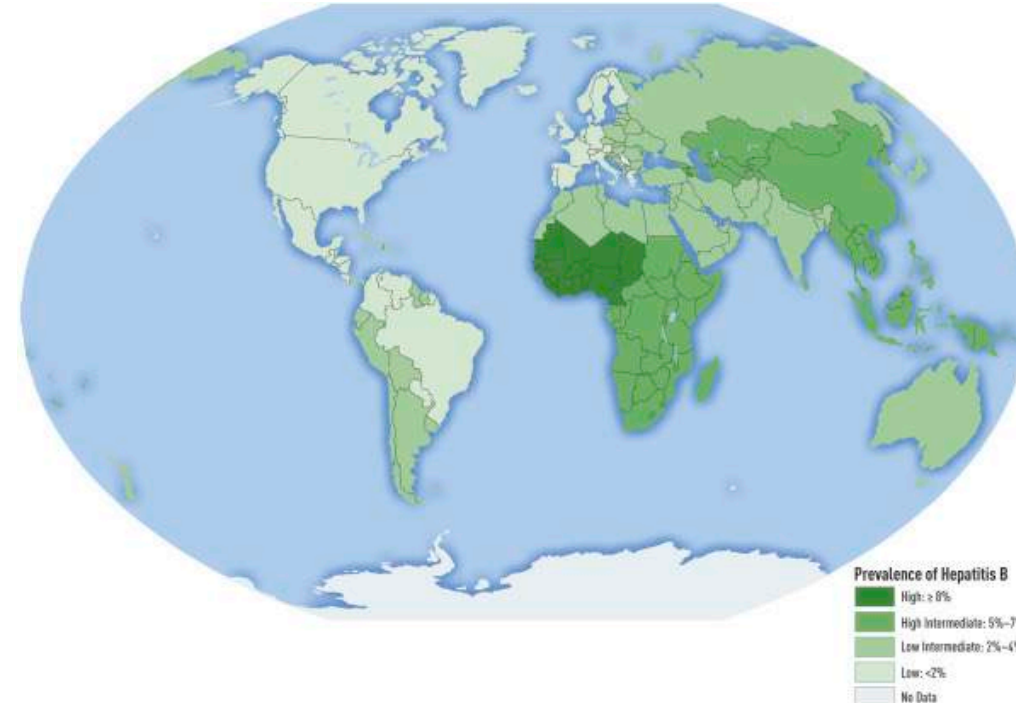 Prevalence of Hepatitis B
High: ≥ 8%
High Intermediate: 5%–7
Low Intermediate: 2%–4
Low: <2%
No Data